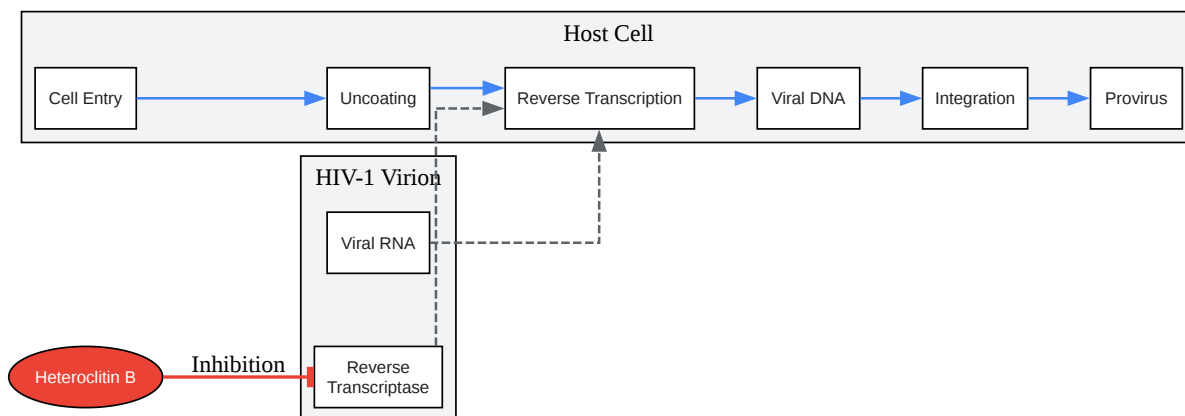 Host Cell
Cell Entry
Uncoating
Reverse Transcription
Viral DNA
Integration
Provirus
HIV-1 Virion
Viral RNA
Heteroclitin B
Inhibition
Reverse
Transcriptase